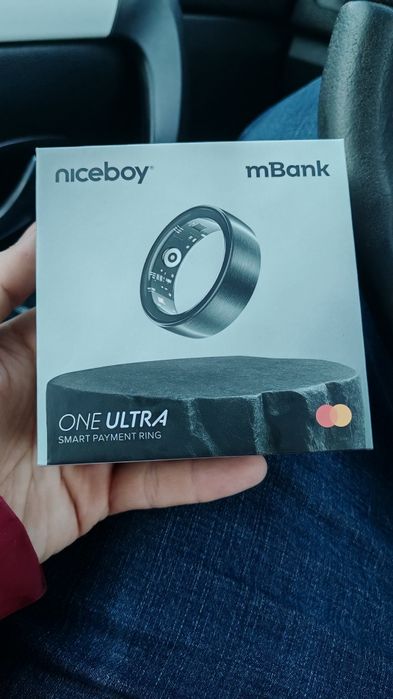 niceboy®
mBank
ONE ULTRA
SMART PAYMENT RING